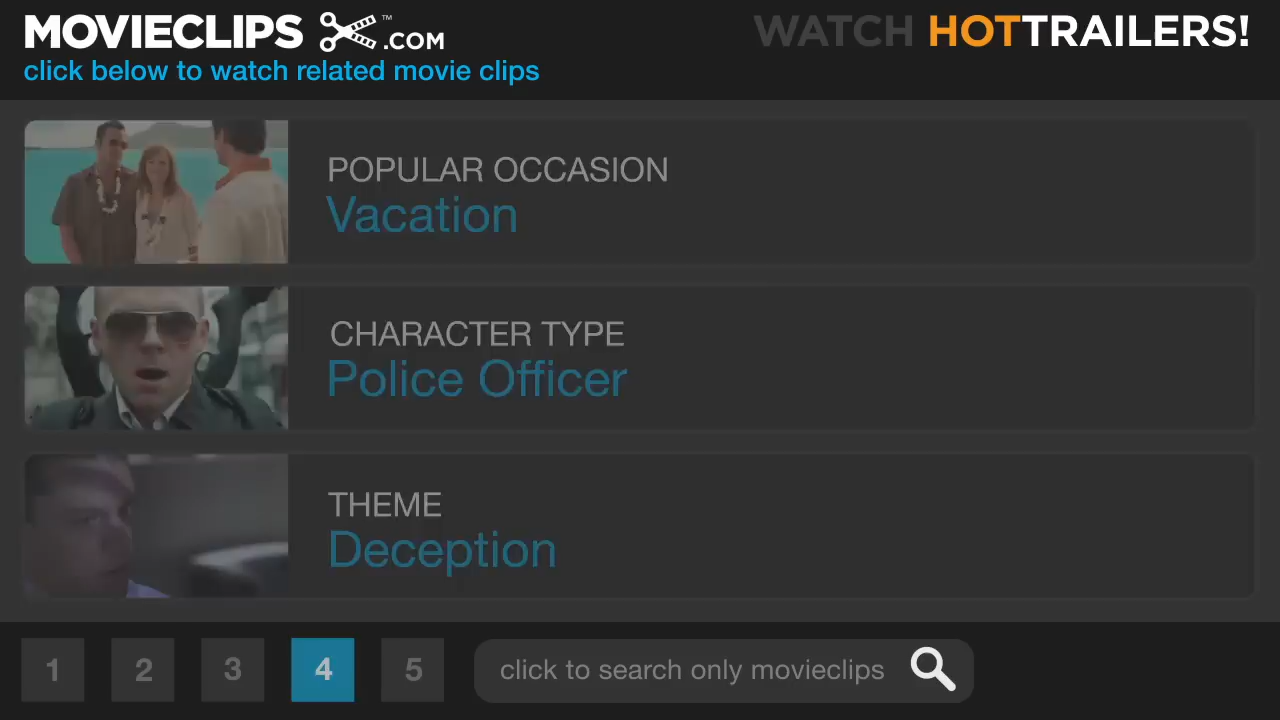 MOVIECLIPS ™ .COM
WATCH HOTTRAILERS!
click below to watch related movie clips
POPULAR OCCASION
Vacation
CHARACTER TYPE
Police Officer
THEME
Deception
1 2 3 4 5 click to search only movieclips